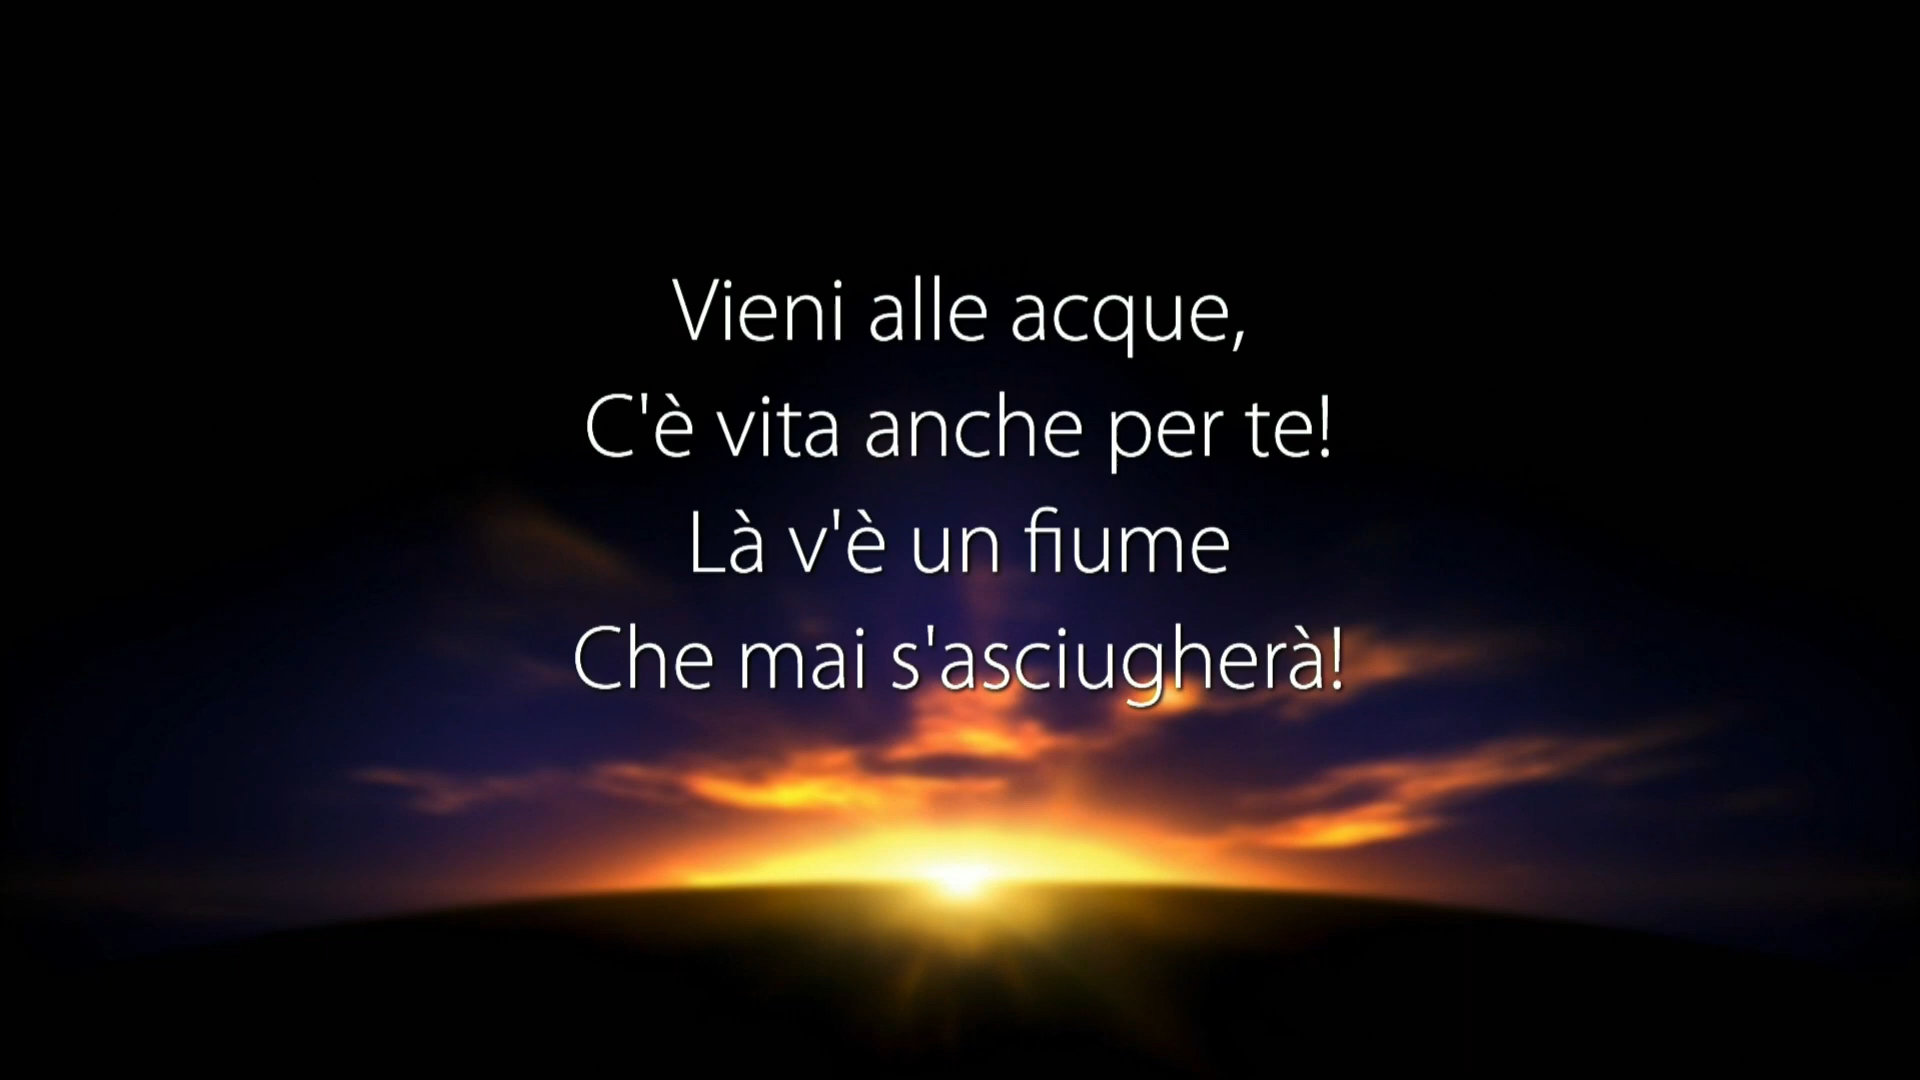 Vieni alle acque,
C'è vita anche per te!
Là v'è un fiume
Che mai s'asciugherà!